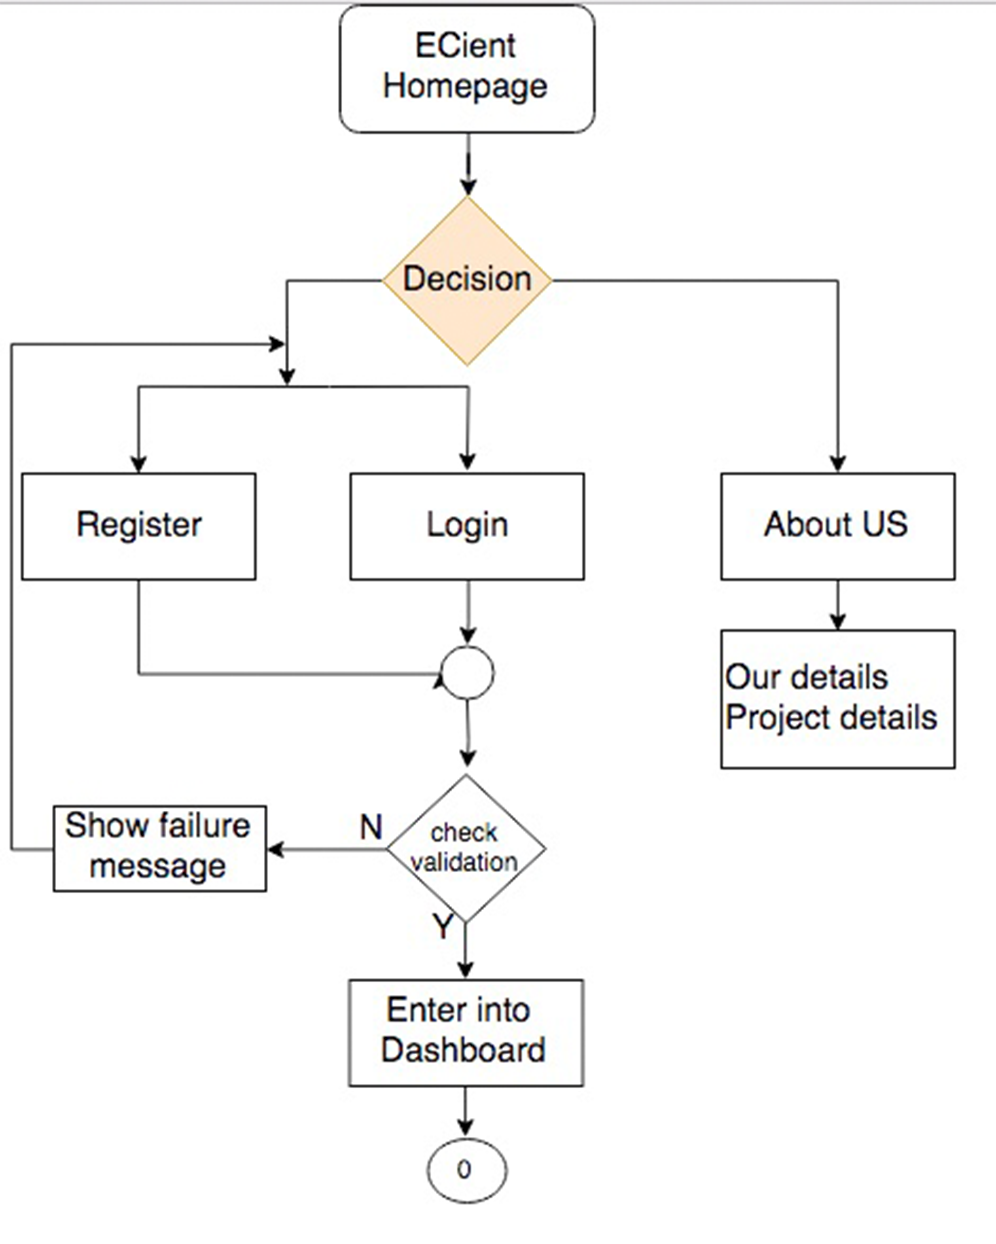 ECient
Homepage
Decision
Register
Login
About US
Our details
Project details
Show failure
message
N
check
validation
Y
Enter into
Dashboard
0